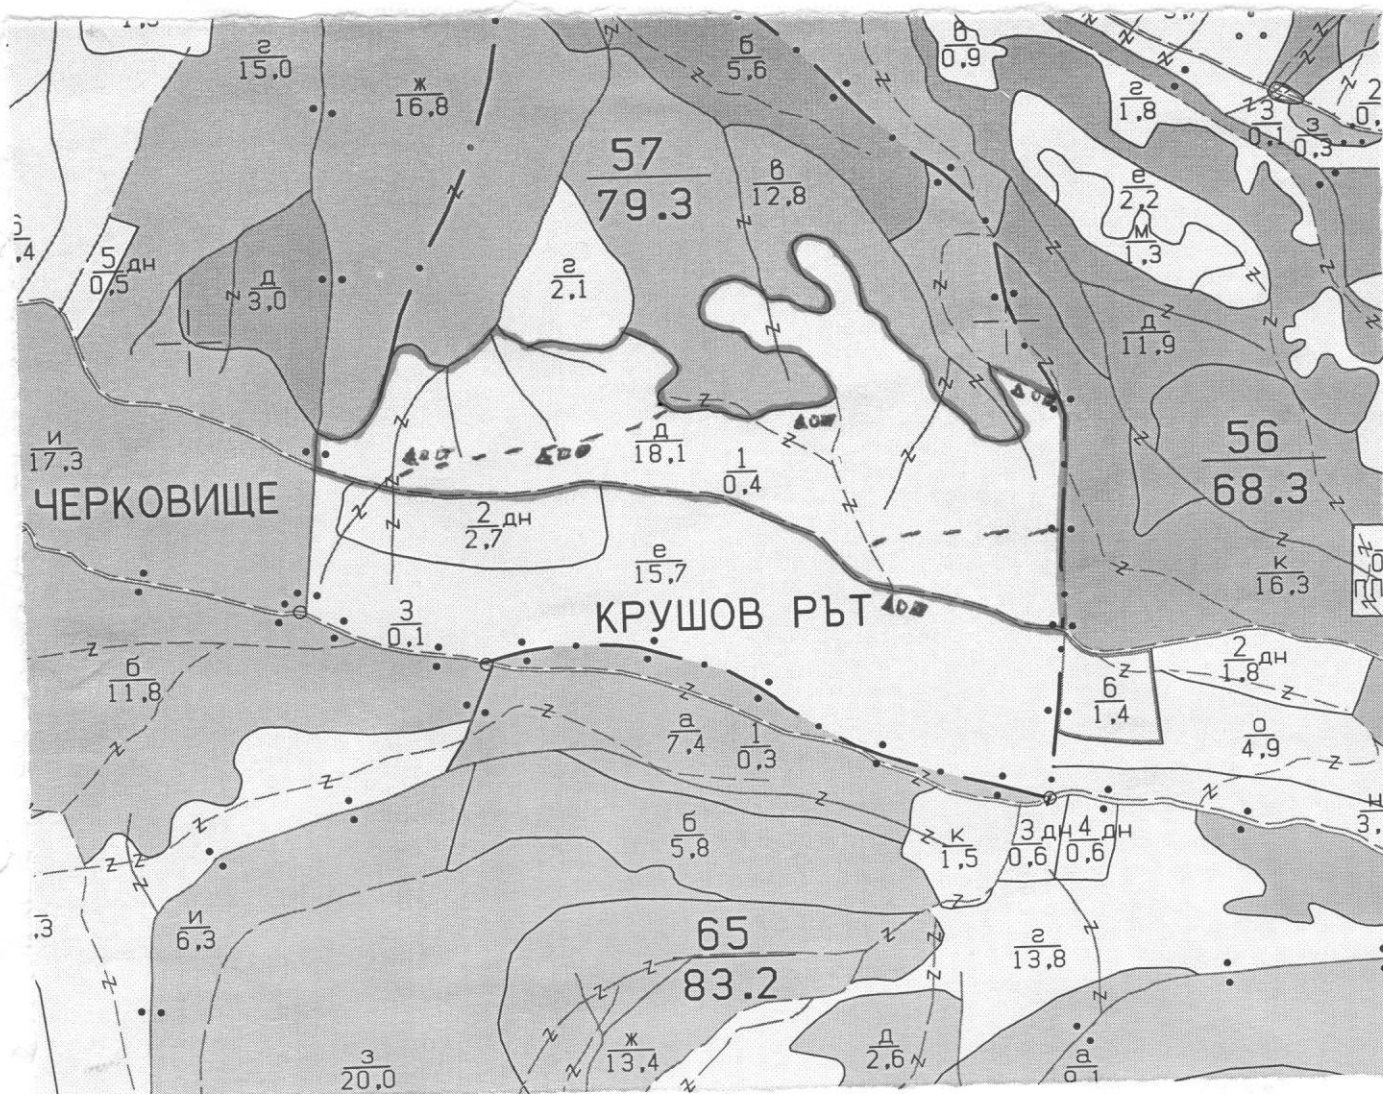 г
15,0
ж
16,8
б
5,6
в
0,9
г
1,8
З
0,1
з
0,3
57
79.3
в
12,8
е
2,2
м
1,3
5 дн
0,5
д
3,0
г
2,1
д
11,9
и
17,3
ЧЕРКОВИЩЕ
д
18,1
1
0,4
56
68.3
2 дн
2,7
е
15,7
к
16,3
3
0,1
КРУШОВ РЪТ
б
11,8
2 дн
1,8
6
1,4
а
7,4
1
0,3
о
4,9
б
5,8
к
1,5
3 дн
0,6
4 дн
0,6
и
6,3
65
83.2
г
13,8
ж
13,4
д
2,6
з
20,0
а